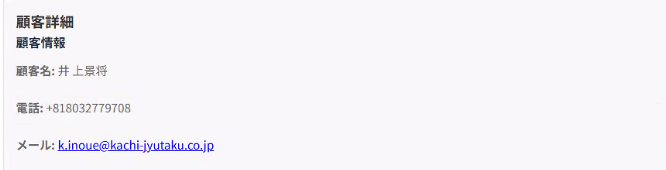 顧客詳細
顧客情報
顧客名: 井 上景将
電話: +818032779708
メール: k.inoue@kachi-jyutaku.co.jp